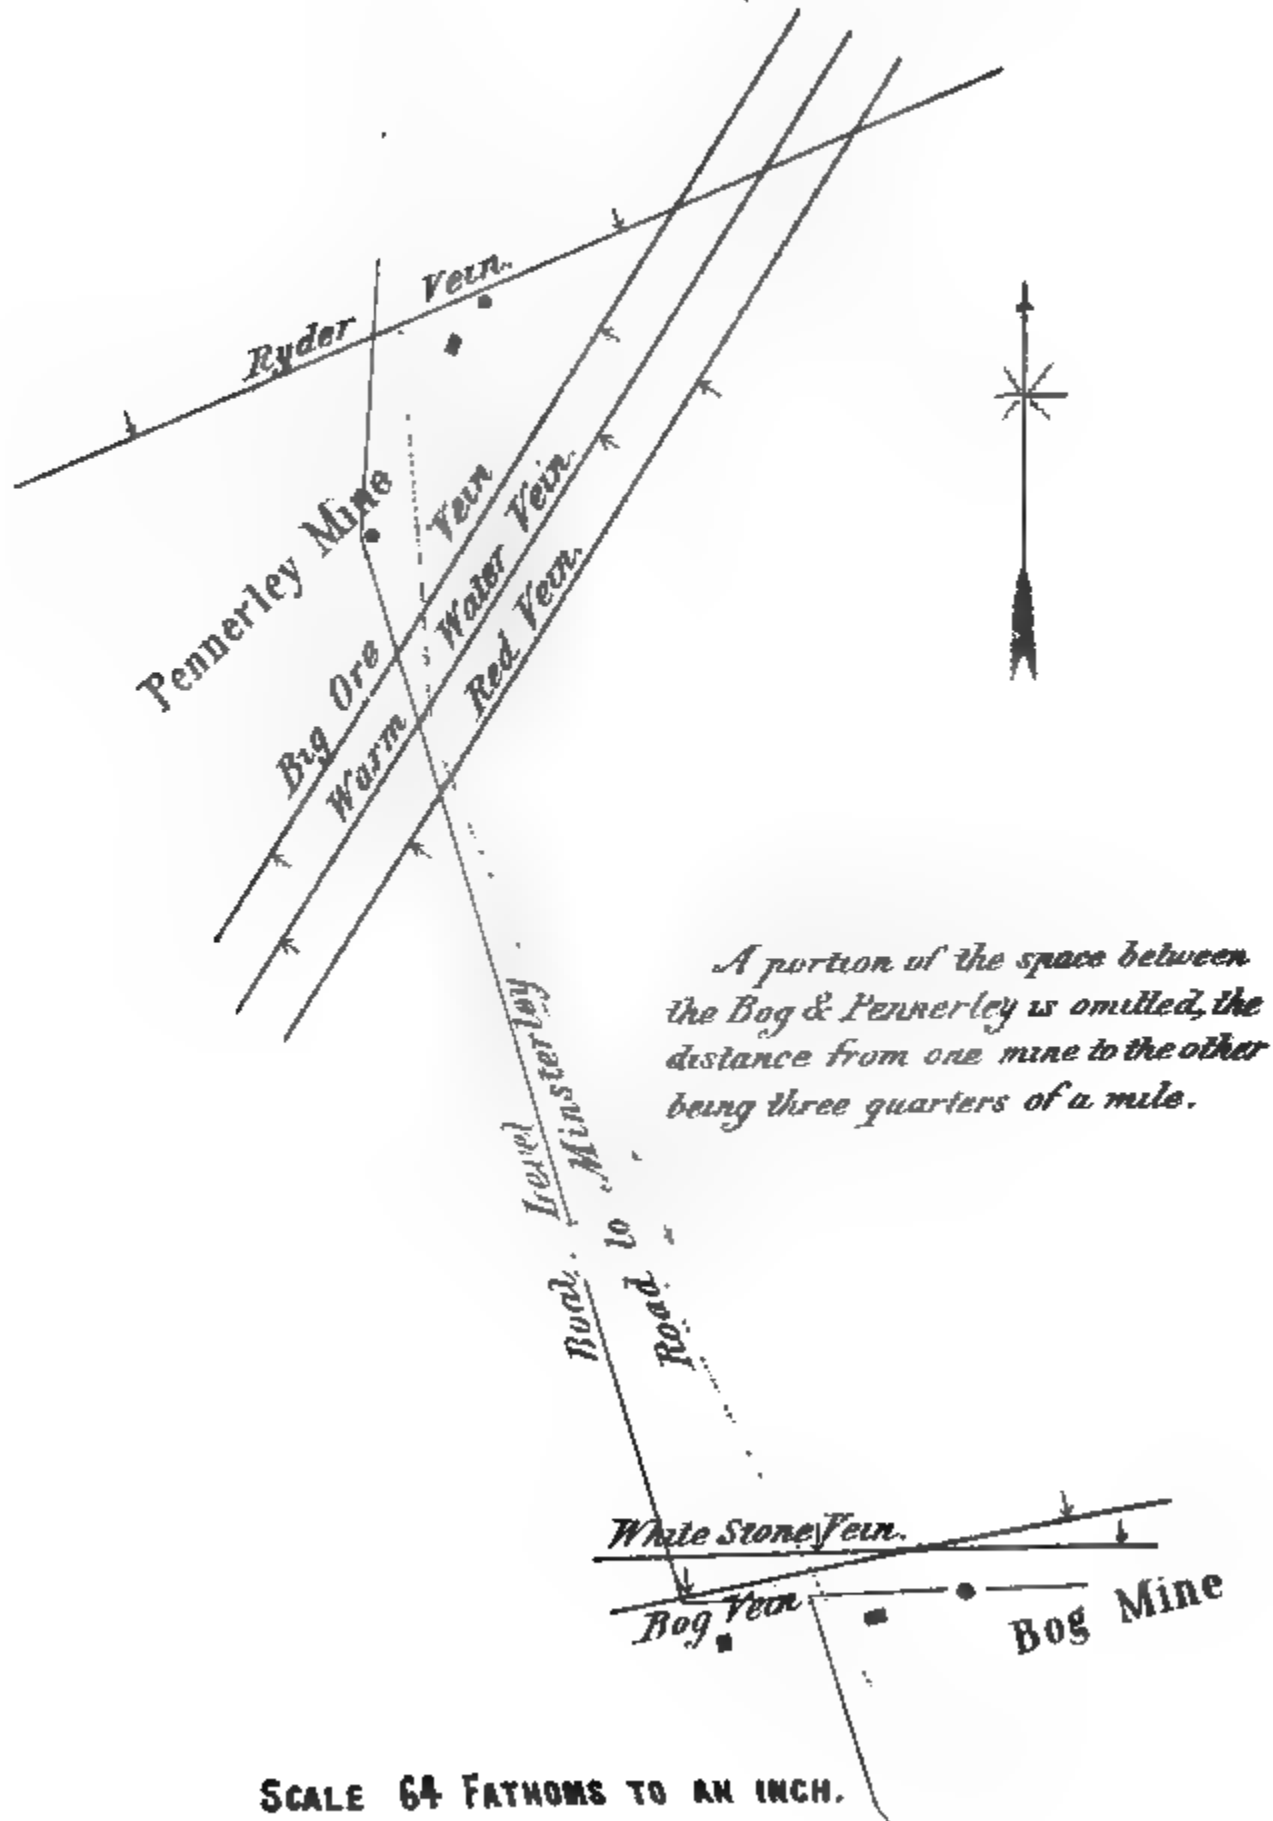 Ryder Vein.
Pennerley Mine
Big Ore Vein
Warm Water Vein.
Red Vein.
A portion of the space between
the Bog & Pennerley is omitted, the
distance from one mine to the other
being three quarters of a mile.
Boat Level
Road to Minsterley
White Stone Vein.
Bog Vein
Bog Mine
SCALE 64 FATHOMS TO AN INCH.